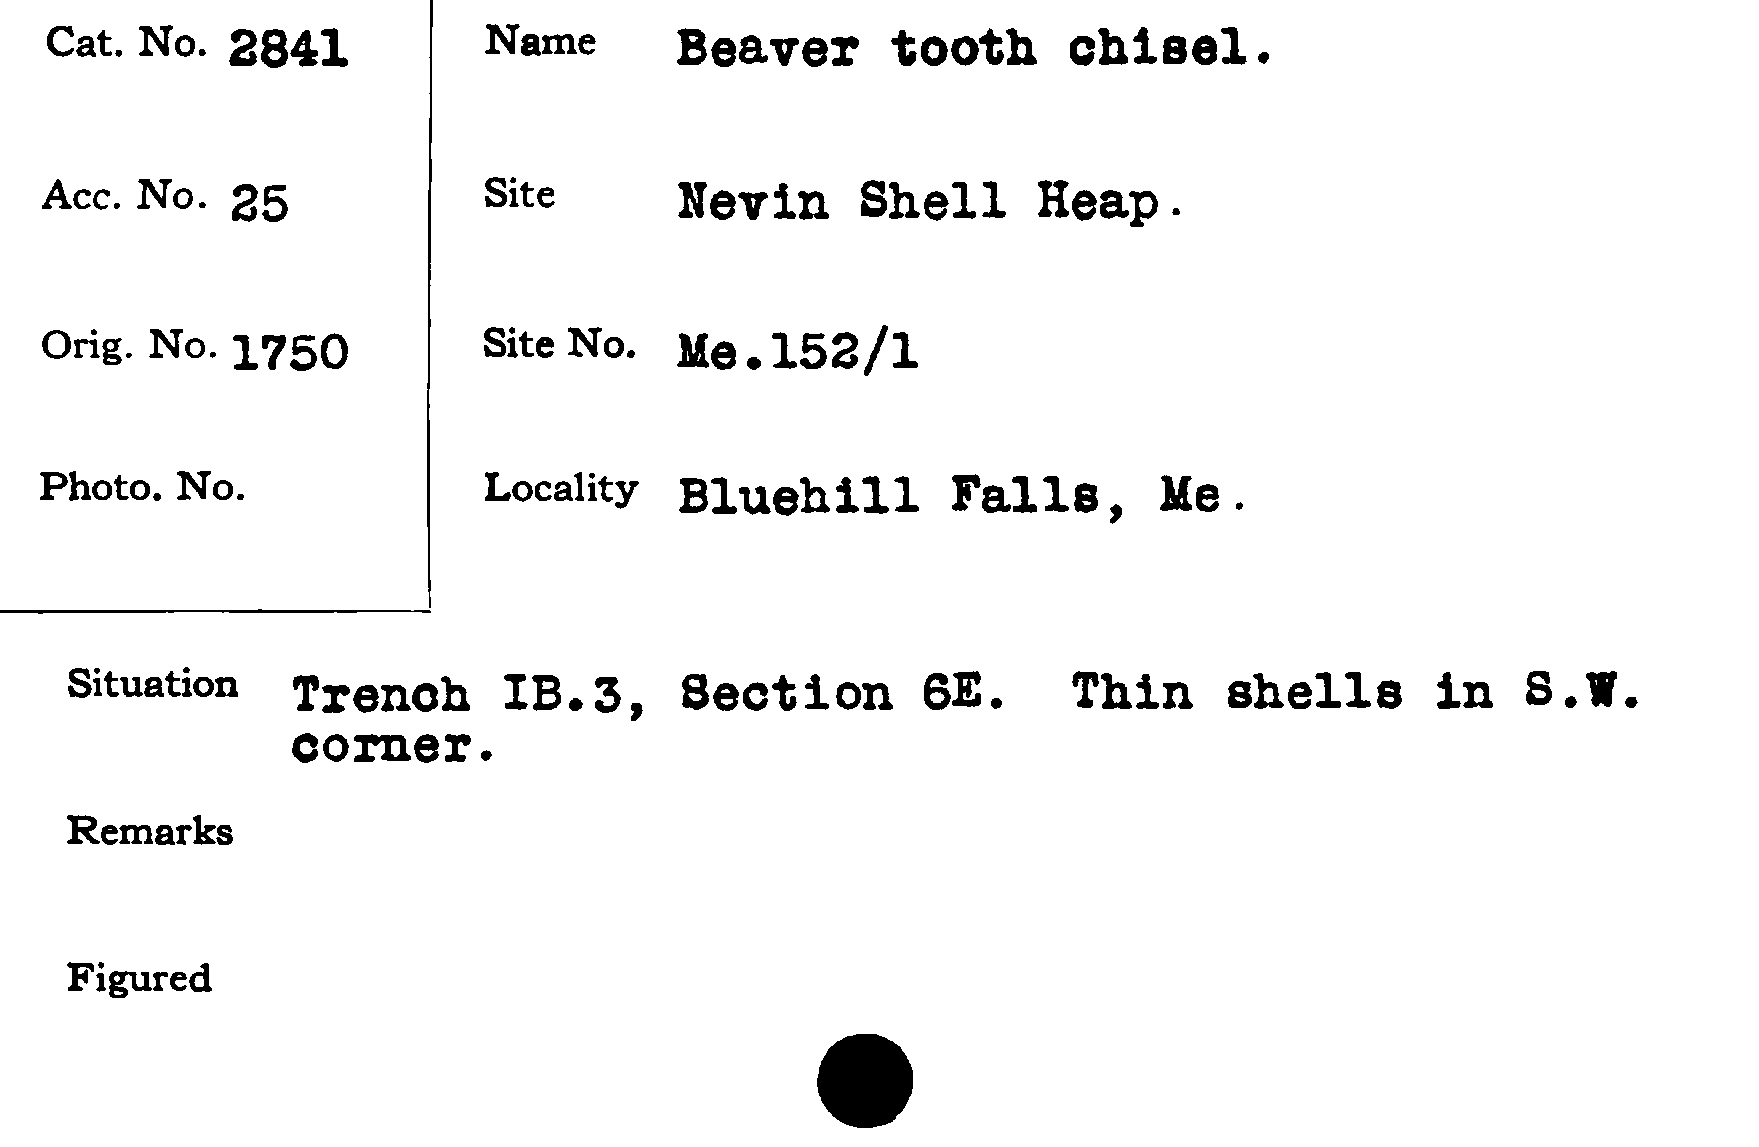 Cat. No. 2841
Name Beaver tooth chisel.
Acc. No. 25
Site Nevin Shell Heap.
Orig. No. 1750
Site No. Me.152/1
Photo. No.
Locality Bluehill Falls, Me.
Situation Trench IB.3, Section 6E. Thin shells in S.W.
corner.
Remarks
Figured